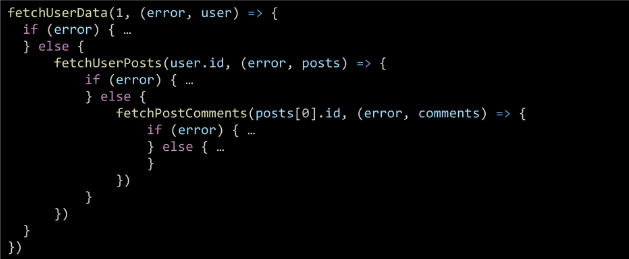 fetchUserData(1, (error, user) => {
  if (error) { …
  } else {
      fetchUserPosts(user.id, (error, posts) => {
          if (error) { …
          } else {
              fetchPostComments(posts[0].id, (error, comments) => {
                  if (error) { …
                  } else { …
                  }
              })
          }
      })
  }
})